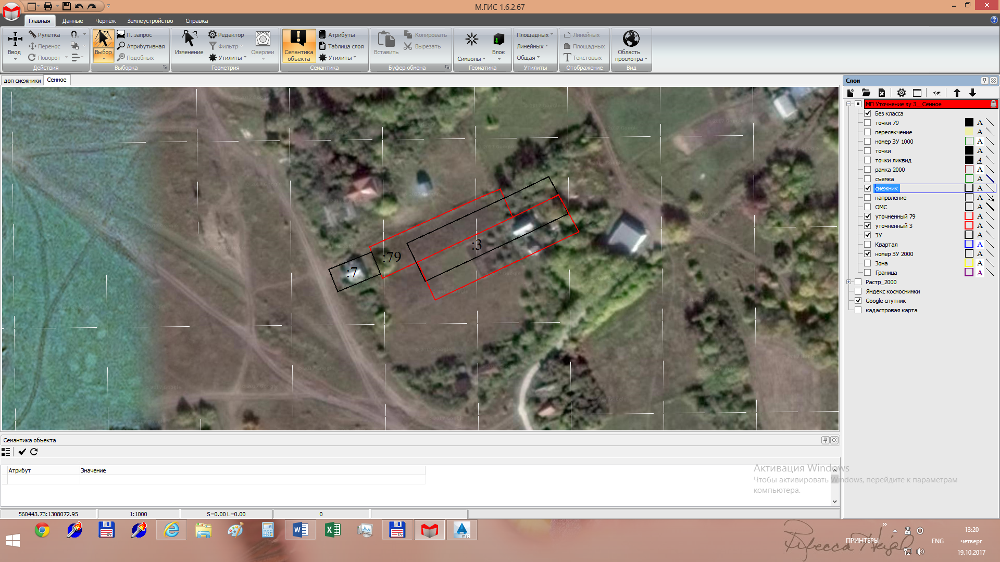 М.ГИС 1.6.2.67
Главная Данные Чертёж Землеустройство Справка
Ввод Рулетка Перенос Поворот
Действия
Выбор П. запрос Атрибутивная Подобных
Выборка
Изменение Редактор Фильтр Утилиты Оверлеи
Геометрия
Семантика объекта Атрибуты Таблица слоя Утилиты
Семантика
Вставить Копировать Вырезать
Буфер обмена
Символы Блок
Геоматика
Площадных Линейных Общая
Утилиты
Линейных Площадных Текстовых
Отображение
Область просмотра
Вид
доп смежники Сенное
:3
:79
:7
Слои
МП Уточнение зу 3__Сенное
Без класса
точки 79
пересекчение
номер ЗУ 1000
точки
точки ликвид
рамка 2000
съемка
смежник
напрвление
ОМС
уточненный 79
уточненный 3
ЗУ
Квартал
номер ЗУ 2000
Зона
Граница
Растр_2000
Яндекс космоснимки
Google спутник
кадастровая карта
Семантика объекта
Атрибут Значение
Активация Windows
Чтобы активировать Windows, перейдите к параметрам
компьютера.
560443.73:1308072.95 1:1000 S=0.00 L=0.00 0
ПРИНТЕРЫ
ENG
13:20
четверг
19.10.2017